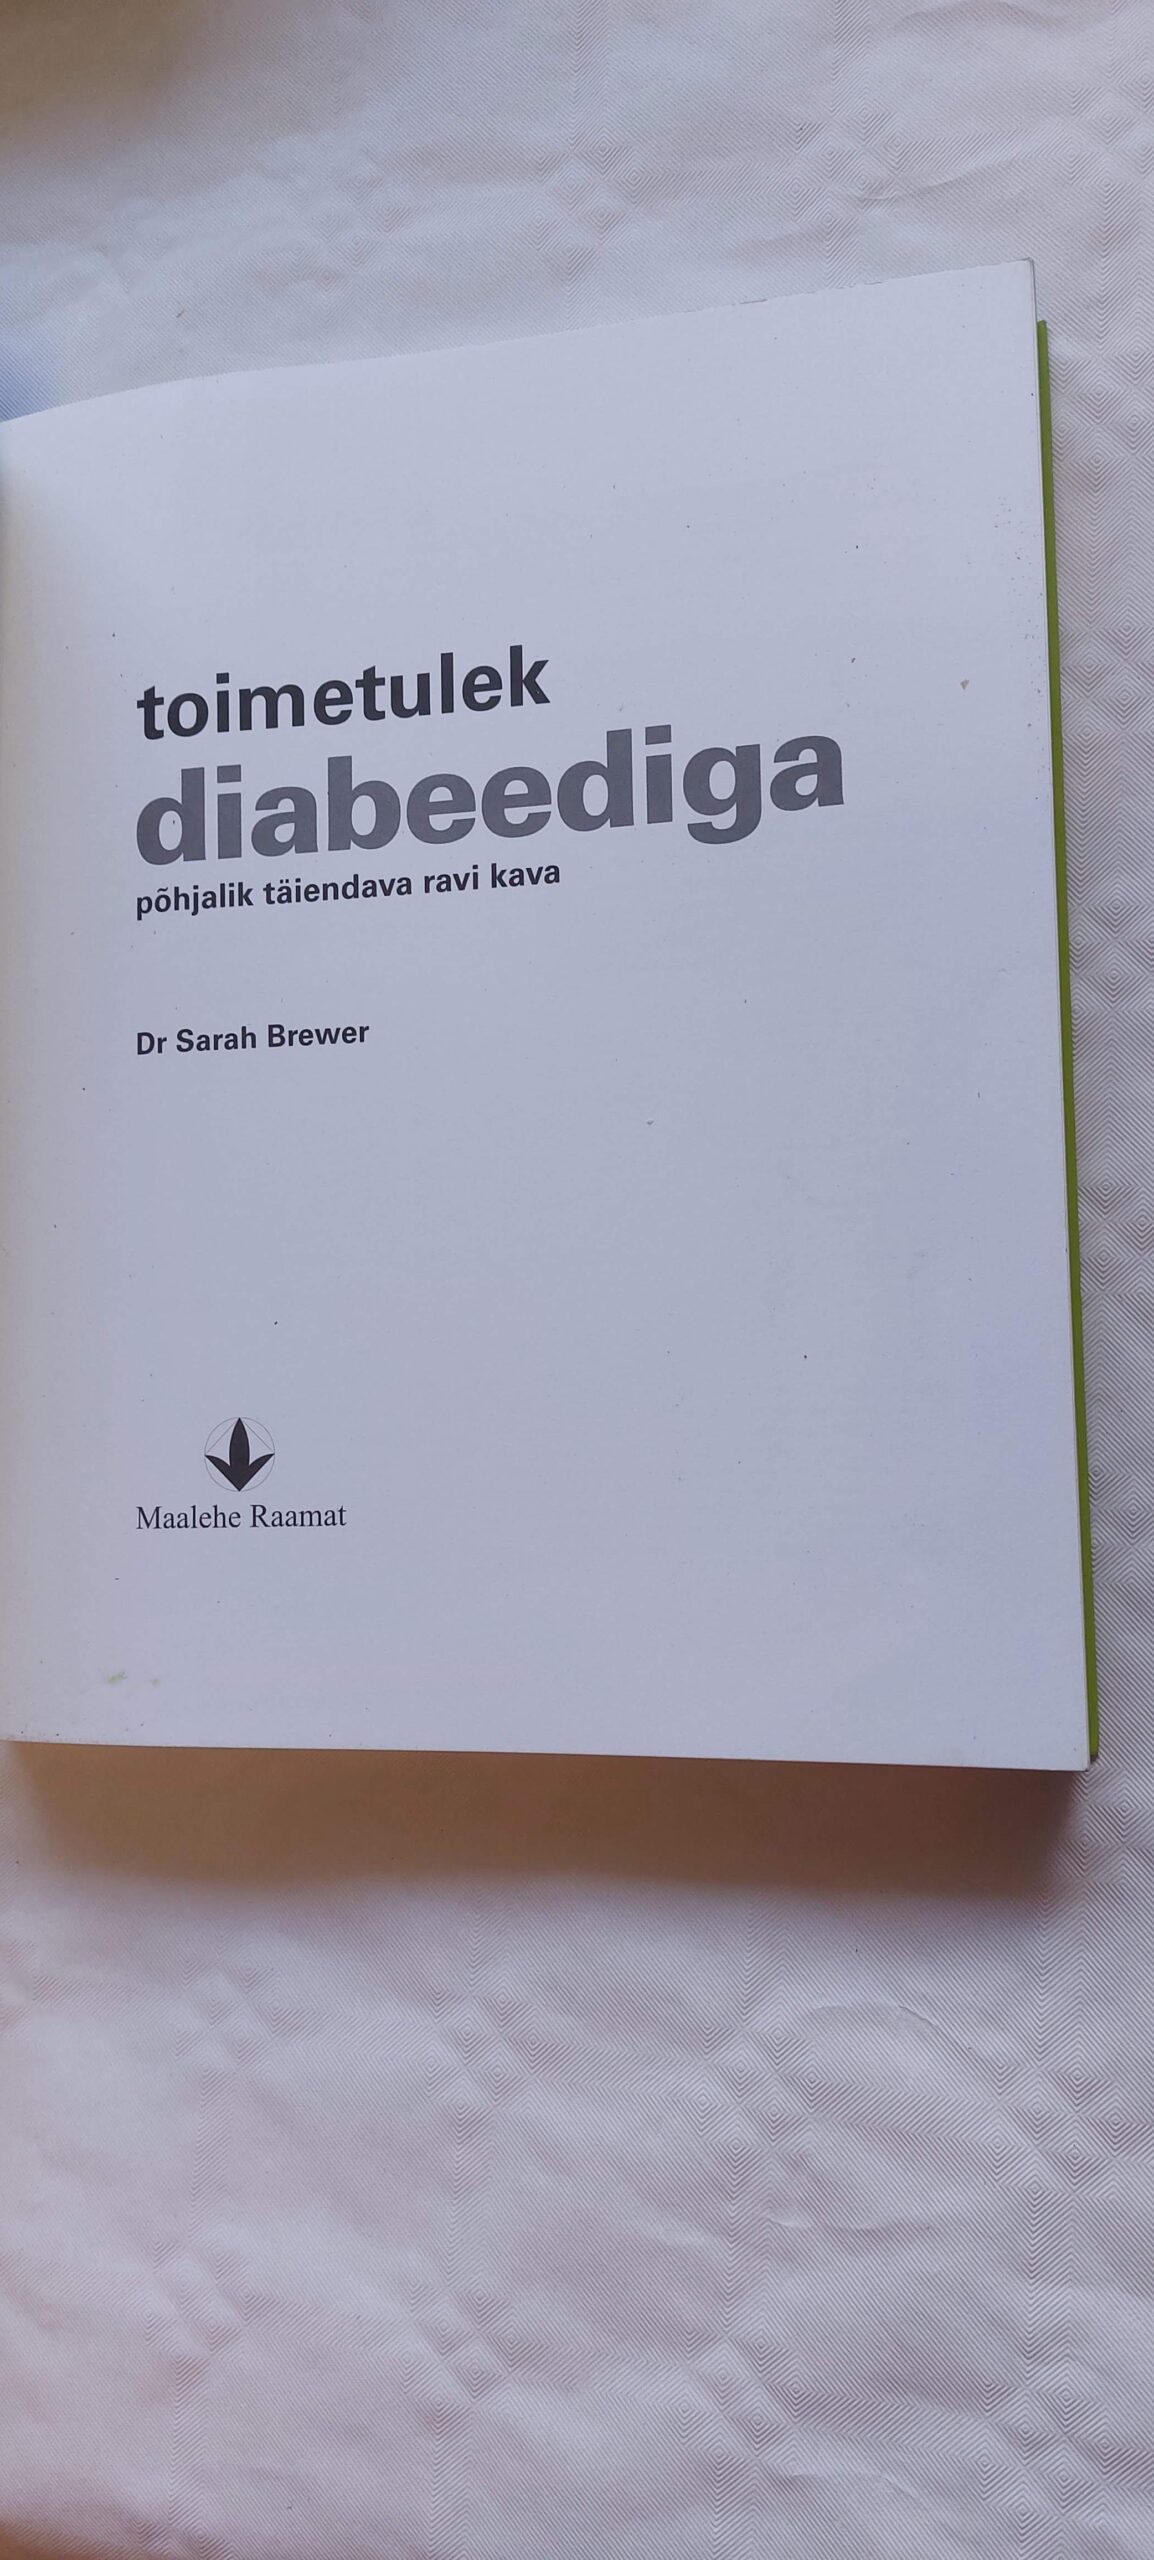 toimetulek
diabeediga
põhjalik täiendava ravi kava
Dr Sarah Brewer
Maalehe Raamat